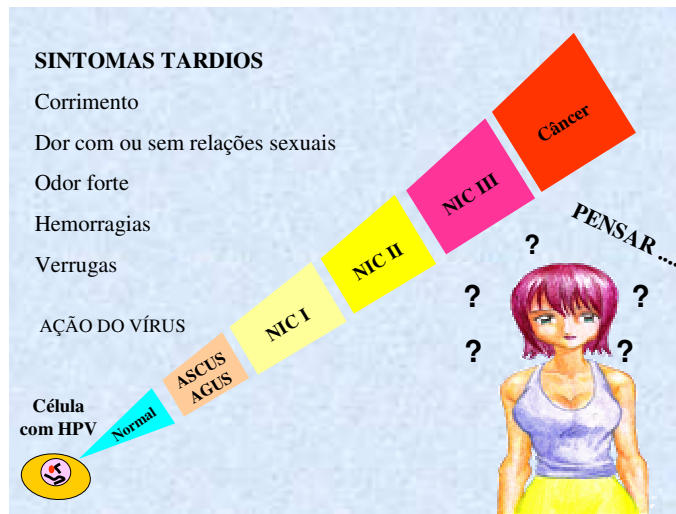 SINTOMAS TARDIOS
Corrimento
Dor com ou sem relações sexuais
Odor forte
Hemorragias
Verrugas
AÇÃO DO VÍRUS
Célula
com HPV
Normal
ASCUS
AGUS
NIC I
NIC II
NIC III
Câncer
PENSAR ....
?
?
?
?
?